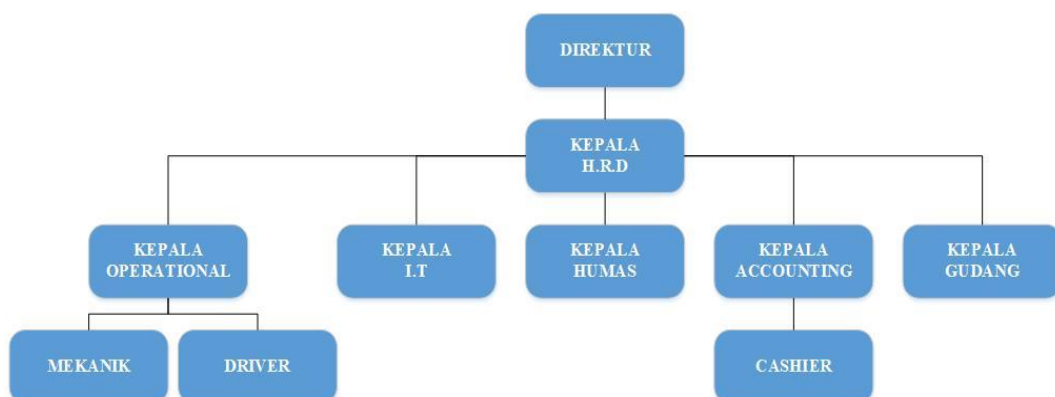 DIREKTUR
KEPALA
H.R.D
KEPALA
OPERATIONAL
KEPALA
I.T
KEPALA
HUMAS
KEPALA
ACCOUNTING
KEPALA
GUDANG
MEKANIK
DRIVER
CASHIER